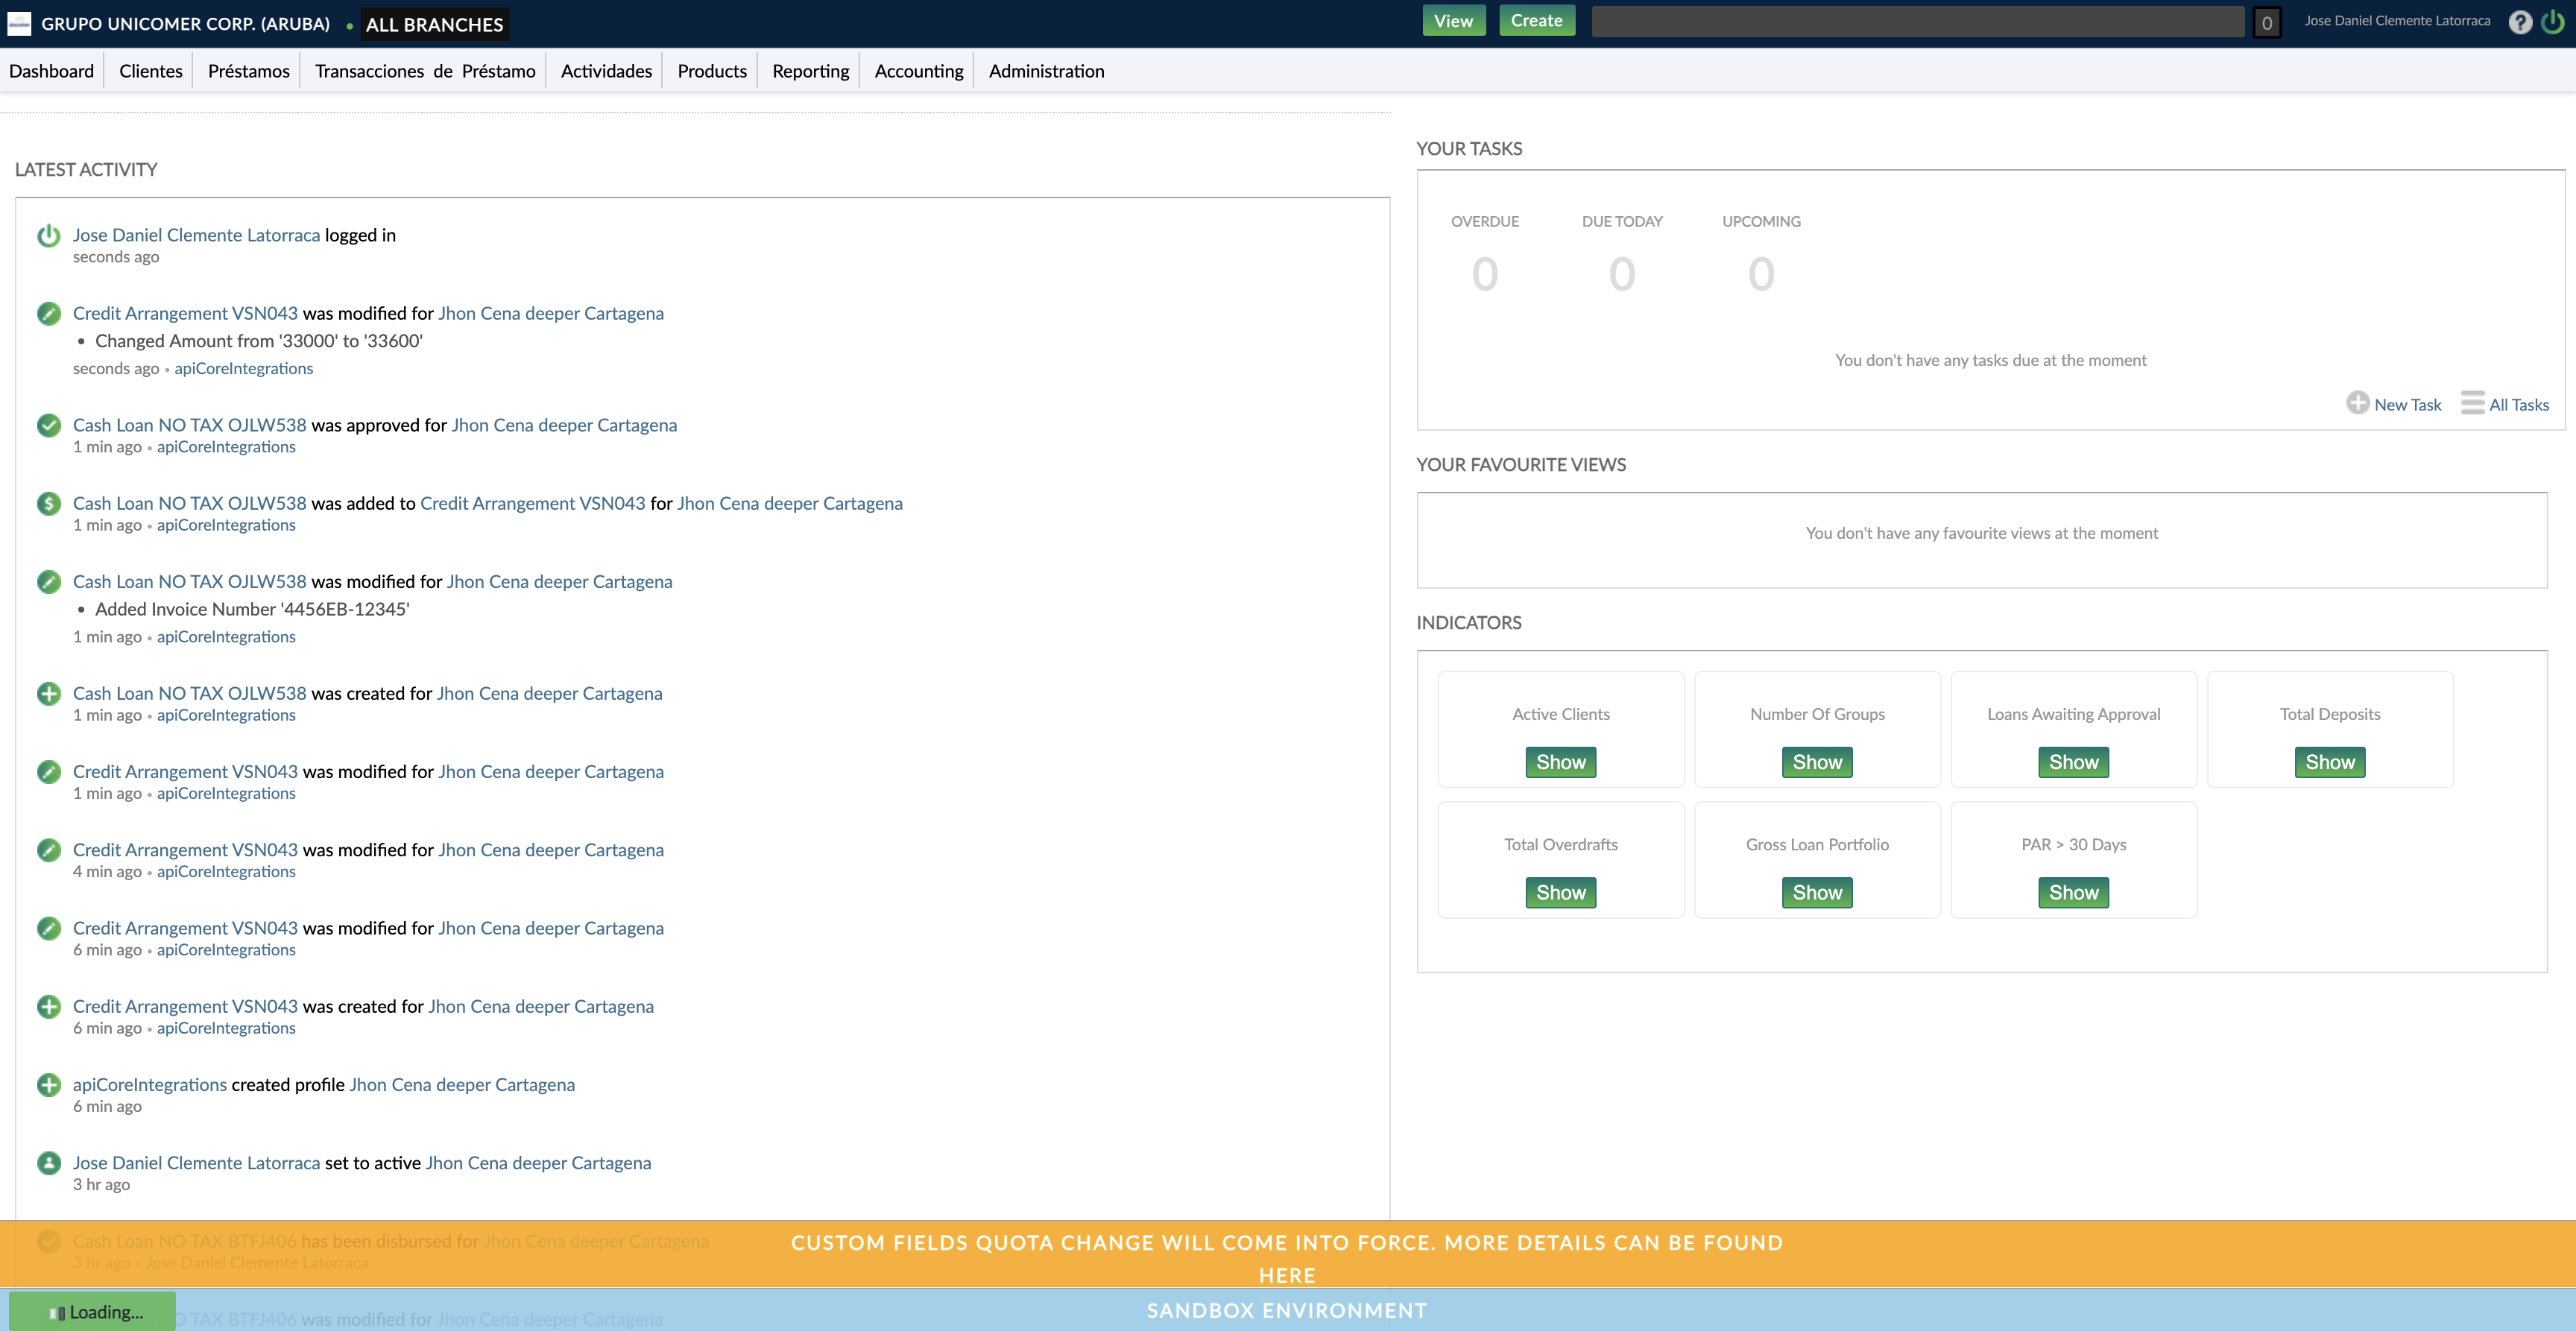 GRUPO UNICOMER CORP. (ARUBA) • ALL BRANCHES
View Create 0 Jose Daniel Clemente Latorraca ?
Dashboard Clientes Préstamos Transacciones de Préstamo Actividades Products Reporting Accounting Administration
LATEST ACTIVITY
Jose Daniel Clemente Latorraca logged in
seconds ago
Credit Arrangement VSN043 was modified for Jhon Cena deeper Cartagena
• Changed Amount from '33000' to '33600'
seconds ago • apiCoreIntegrations
Cash Loan NO TAX OJLW538 was approved for Jhon Cena deeper Cartagena
1 min ago • apiCoreIntegrations
Cash Loan NO TAX OJLW538 was added to Credit Arrangement VSN043 for Jhon Cena deeper Cartagena
1 min ago • apiCoreIntegrations
Cash Loan NO TAX OJLW538 was modified for Jhon Cena deeper Cartagena
• Added Invoice Number '4456EB-12345'
1 min ago • apiCoreIntegrations
Cash Loan NO TAX OJLW538 was created for Jhon Cena deeper Cartagena
1 min ago • apiCoreIntegrations
Credit Arrangement VSN043 was modified for Jhon Cena deeper Cartagena
1 min ago • apiCoreIntegrations
Credit Arrangement VSN043 was modified for Jhon Cena deeper Cartagena
4 min ago • apiCoreIntegrations
Credit Arrangement VSN043 was modified for Jhon Cena deeper Cartagena
6 min ago • apiCoreIntegrations
Credit Arrangement VSN043 was created for Jhon Cena deeper Cartagena
6 min ago • apiCoreIntegrations
apiCoreIntegrations created profile Jhon Cena deeper Cartagena
6 min ago
Jose Daniel Clemente Latorraca set to active Jhon Cena deeper Cartagena
3 hr ago
Cash Loan NO TAX BTFJ406 has been disbursed for Jhon Cena deeper Cartagena
3 hr ago • Jose Daniel Clemente Latorraca
NO TAX BTFJ406 was modified for Jhon Cena deeper Cartagena
YOUR TASKS
OVERDUE DUE TODAY UPCOMING
0 0 0
You don't have any tasks due at the moment
New Task All Tasks
YOUR FAVOURITE VIEWS
You don't have any favourite views at the moment
INDICATORS
Active Clients Number Of Groups Loans Awaiting Approval Total Deposits
Show Show Show Show
Total Overdrafts Gross Loan Portfolio PAR > 30 Days
Show Show Show
CUSTOM FIELDS QUOTA CHANGE WILL COME INTO FORCE. MORE DETAILS CAN BE FOUND
HERE
Loading...
SANDBOX ENVIRONMENT